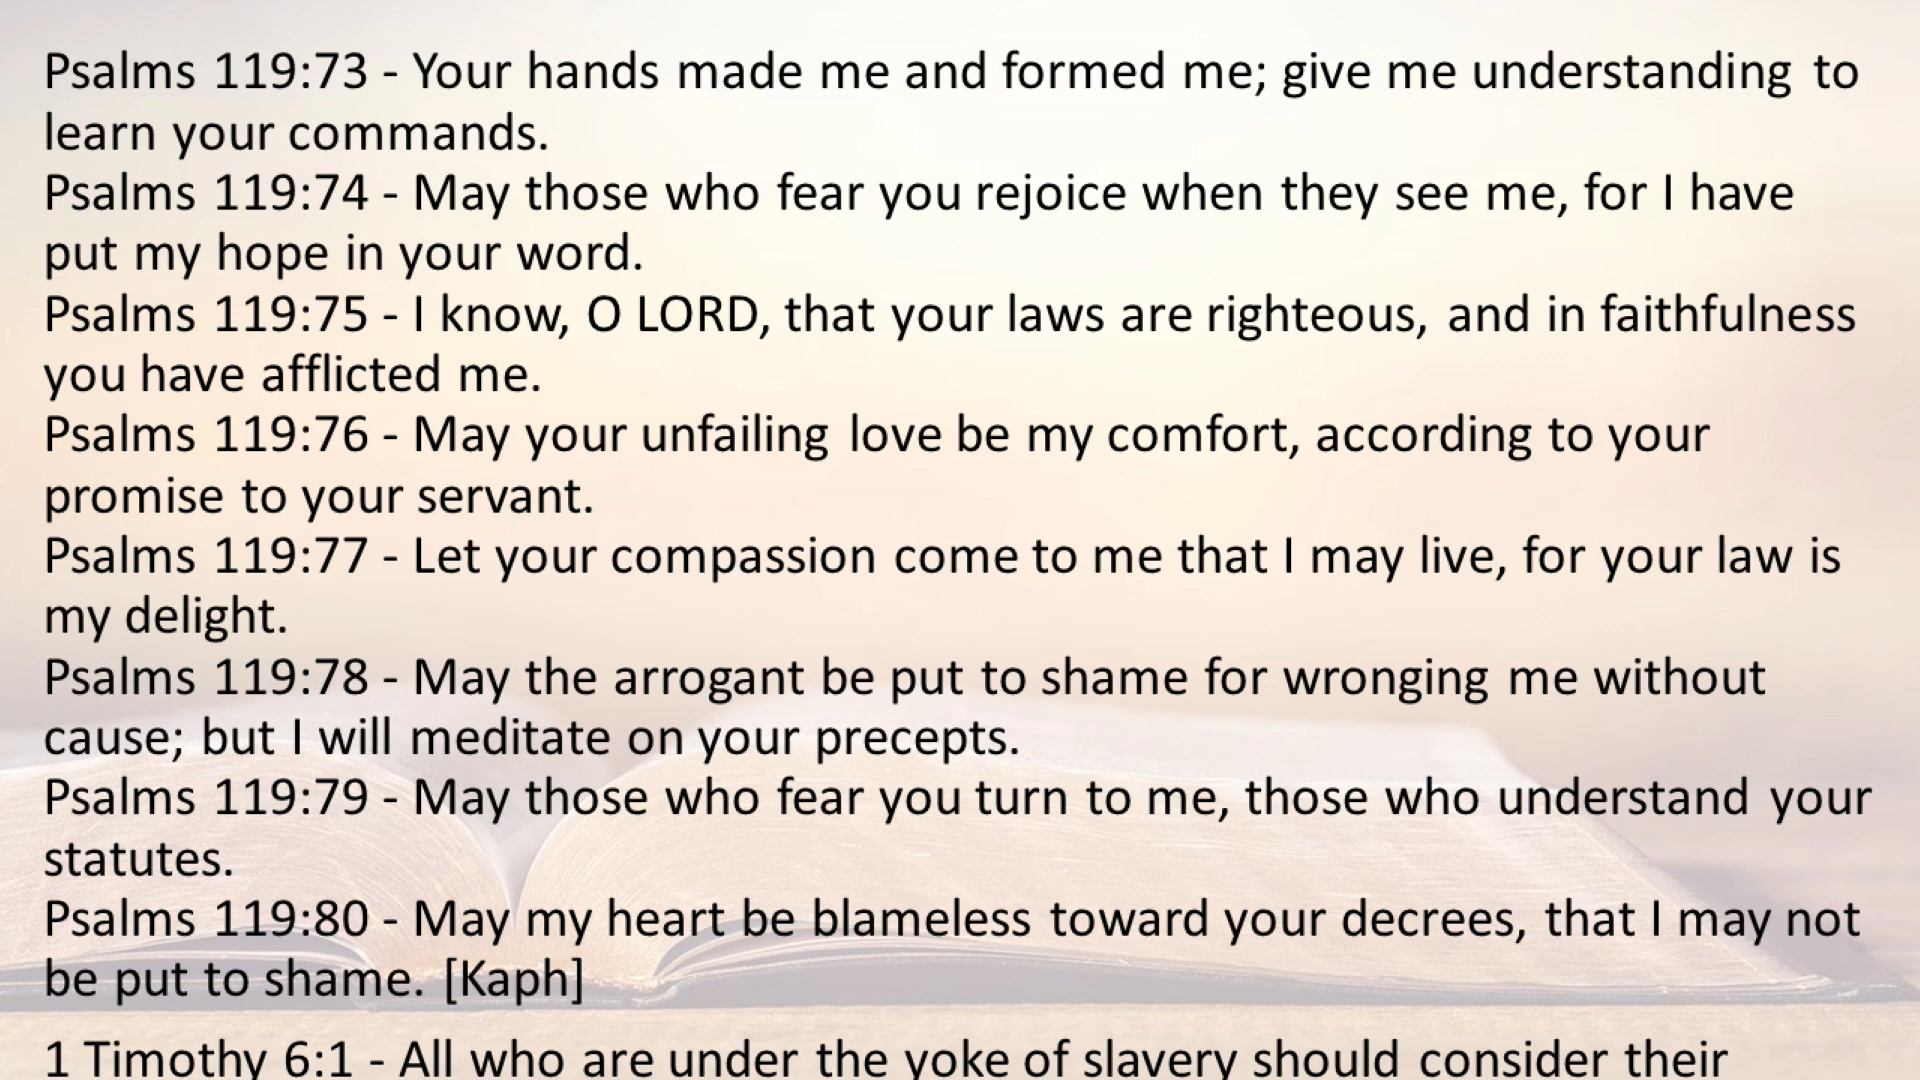 Psalms 119:73 - Your hands made me and formed me; give me understanding to
learn your commands.
Psalms 119:74 - May those who fear you rejoice when they see me, for I have
put my hope in your word.
Psalms 119:75 - I know, O LORD, that your laws are righteous, and in faithfulness
you have afflicted me.
Psalms 119:76 - May your unfailing love be my comfort, according to your
promise to your servant.
Psalms 119:77 - Let your compassion come to me that I may live, for your law is
my delight.
Psalms 119:78 - May the arrogant be put to shame for wronging me without
cause; but I will meditate on your precepts.
Psalms 119:79 - May those who fear you turn to me, those who understand your
statutes.
Psalms 119:80 - May my heart be blameless toward your decrees, that I may not
be put to shame. [Kaph]
1 Timothy 6:1 - All who are under the yoke of slavery should consider their